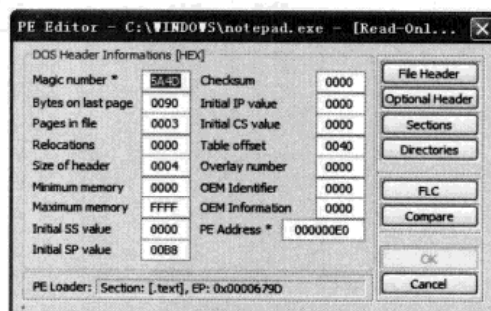 PE Editor - C:\WINDOWS\notepad.exe - [Read-Onl...
DOS Header Informations [HEX]
Magic number * 5A4D Checksum 0000 File Header
Bytes on last page 0090 Initial IP value 0000 Optional Header
Pages in file 0003 Initial CS value 0000 Sections
Relocations 0000 Table offset 0040 Directories
Size of header 0004 Overlay number 0000
Minimum memory 0000 OEM Identifier 0000 FLC
Maximum memory FFFF OEM Information 0000 Compare
Initial SS value 0000 PE Address * 000000E0
Initial SP value 00B8 OK
PE Loader: Section: [.text], EP: 0x0000679D Cancel